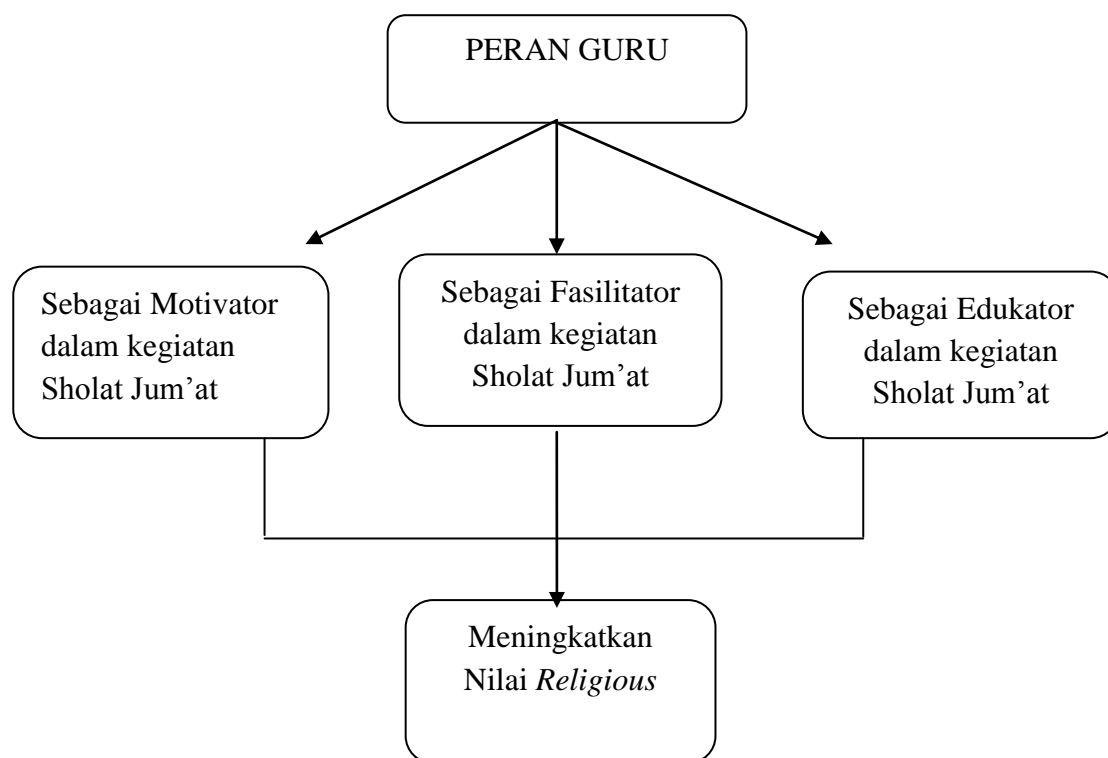 PERAN GURU
Sebagai Motivator
dalam kegiatan
Sholat Jum’at
Sebagai Fasilitator
dalam kegiatan
Sholat Jum’at
Sebagai Edukator
dalam kegiatan
Sholat Jum’at
Meningkatkan
Nilai Religious